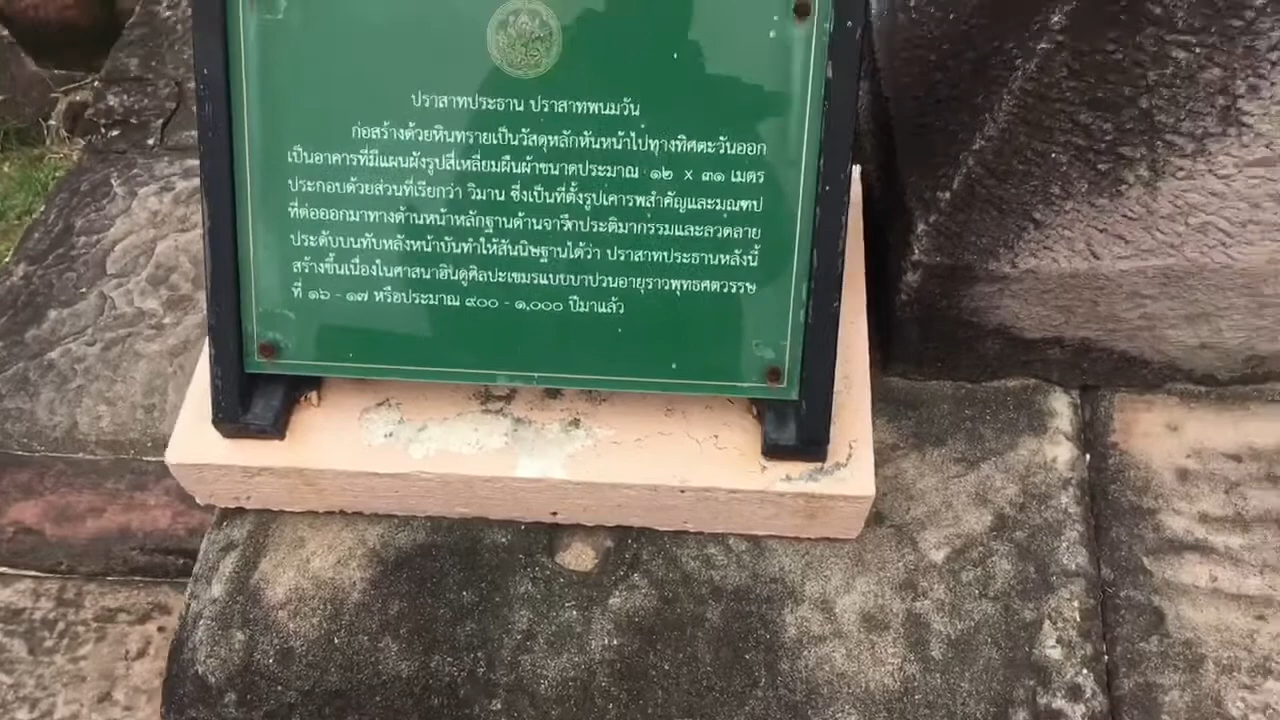 ปราสาทประธาน ปราสาทพนมวัน
ก่อสร้างด้วยหินทรายเป็นวัสดุหลักหันหน้าไปทางทิศตะวันออก
เป็นอาคารที่มีแผนผังรูปสี่เหลี่ยมผืนผ้าขนาดประมาณ ๑๒ x ๓๑ เมตร
ประกอบด้วยส่วนที่เรียกว่า วิมาน ซึ่งเป็นที่ตั้งรูปเคารพสำคัญและมณฑป
ที่ต่อออกมาทางด้านหน้าหลักฐานด้านจารึกประติมากรรมและลวดลาย
ประดับบนทับหลังหน้าบันทำให้สันนิษฐานได้ว่า ปราสาทประธานหลังนี้
สร้างขึ้นเนื่องในศาสนาฮินดูศิลปะเขมรแบบบาปวนอายุราวพุทธศตวรรษ
ที่ ๑๖ - ๑๗ หรือประมาณ ๙๐๐ - ๑,๐๐๐ ปีมาแล้ว